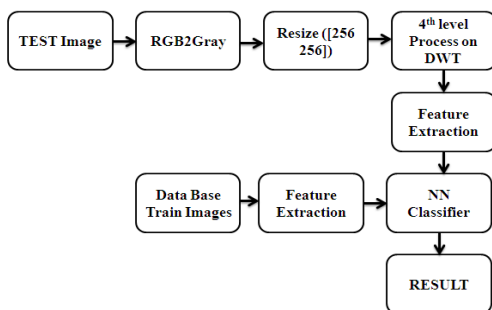 TEST Image
RGB2Gray
Resize ([256
256])
4th level
Process on
DWT
Feature
Extraction
Data Base
Train Images
Feature
Extraction
NN
Classifier
RESULT